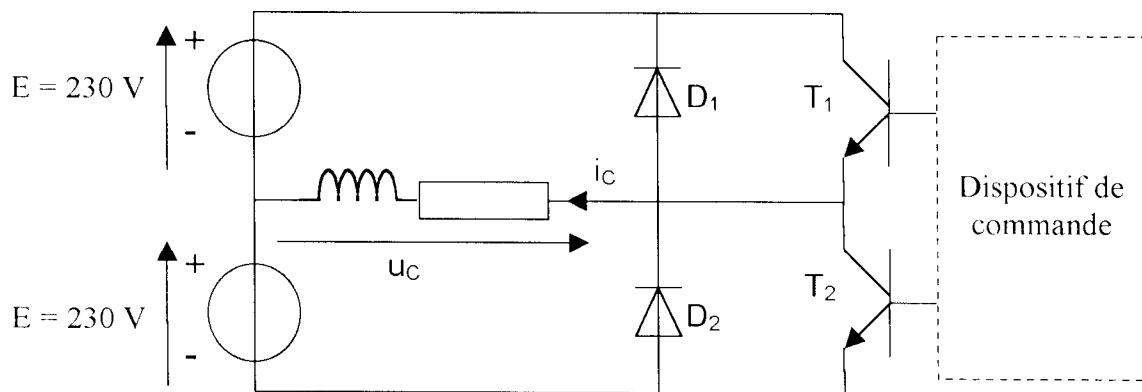 +
E = 230 V
-
D1
T1
iC
Dispositif de
commande
uC
+
E = 230 V
-
D2
T2